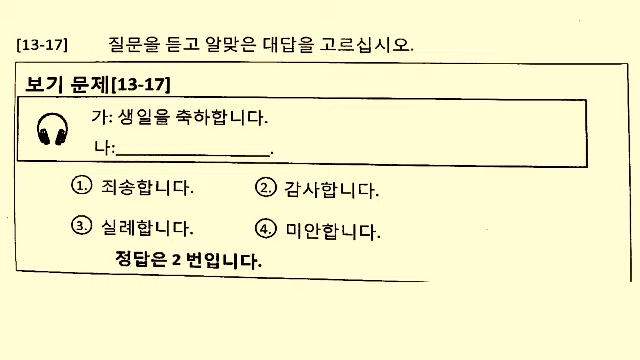 [13-17] 질문을 듣고 알맞은 대답을 고르십시오.
보기 문제[13-17]
가: 생일을 축하합니다.
나:________________.
① 죄송합니다. ② 감사합니다.
③ 실례합니다. ④ 미안합니다.
정답은 2 번입니다.